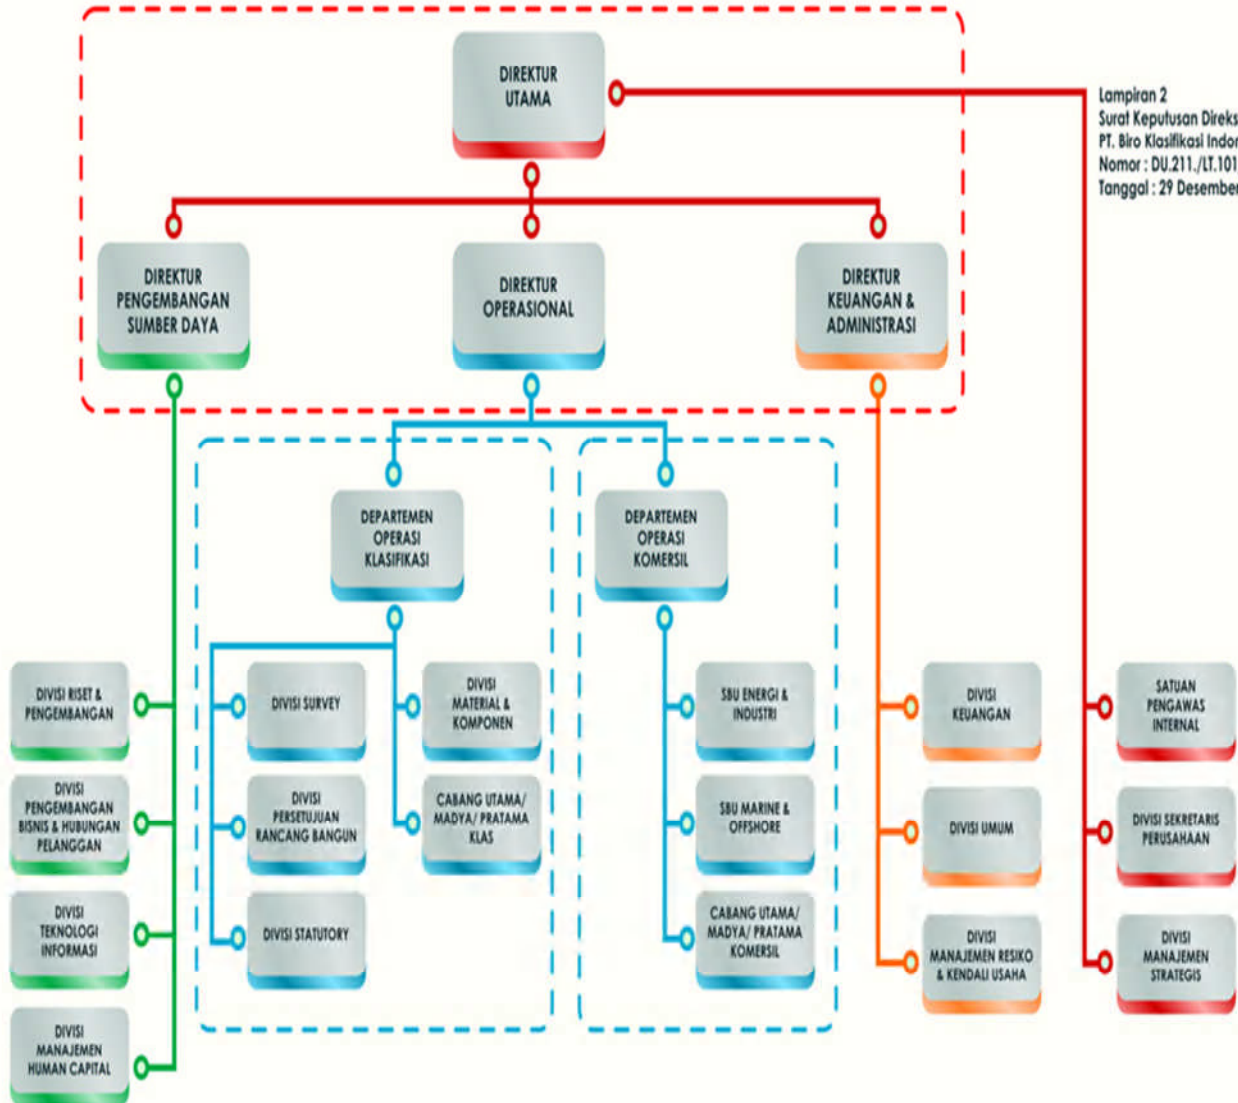 DIREKTUR
UTAMA
Lampiran 2
Surat Keputusan Direks
PT. Biro Klasifikasi Indor
Nomor : DU.211./LT.101
Tanggal : 29 Desember
DIREKTUR
PENGEMBANGAN
SUMBER DAYA
DIREKTUR
OPERASIONAL
DIREKTUR
KEUANGAN &
ADMINISTRASI
DEPARTEMEN
OPERASI
KLASIFIKASI
DEPARTEMEN
OPERASI
KOMERSIL
DIVISI RISET &
PENGEMBANGAN
DIVISI
PENGEMBANGAN
BISNIS & HUBUNGAN
PELANGGAN
DIVISI
TEKNOLOGI
INFORMASI
DIVISI
MANAJEMEN
HUMAN CAPITAL
DIVISI SURVEY
DIVISI
PERSETUJUAN
RANCANG BANGUN
DIVISI STATUTORY
DIVISI
MATERIAL &
KOMPONEN
CABANG UTAMA/
MADYA/ PRATAMA
KLAS
SBU ENERGI &
INDUSTRI
SBU MARINE &
OFFSHORE
CABANG UTAMA/
MADYA/ PRATAMA
KOMERSIL
DIVISI
KEUANGAN
DIVISI UMUM
DIVISI
MANAJEMEN RESIKO
& KENDALI USAHA
SATUAN
PENGAWAS
INTERNAL
DIVISI SEKRETARIS
PERUSAHAAN
DIVISI
MANAJEMEN
STRATEGIS